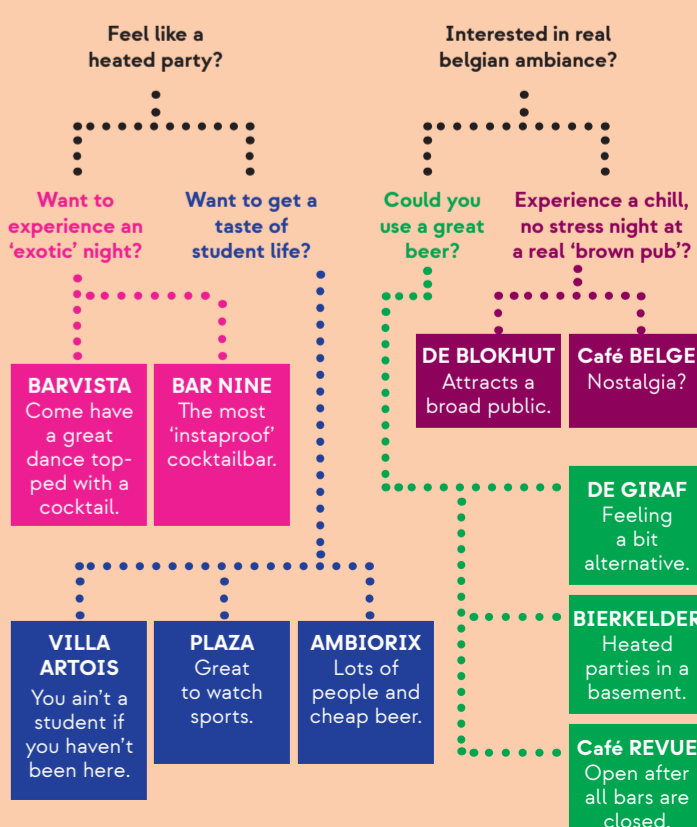 Feel like a
heated party?
Interested in real
belgian ambiance?
Want to
experience an
‘exotic’ night?
Want to get a
taste of
student life?
Could you
use a great
beer?
Experience a chill,
no stress night at
a real ‘brown pub’?
BARVISTA
Come have
a great
dance top-
ped with a
cocktail.
BAR NINE
The most
‘instaproof’
cocktailbar.
DE BLOKHUT
Attracts a
broad public.
Café BELGE
Nostalgia?
DE GIRAF
Feeling
a bit
alternative.
BIERKELDER
Heated
parties in a
basement.
Café REVUE
Open after
all bars are
closed.
VILLA
ARTOIS
You ain’t a
student if
you haven’t
been here.
PLAZA
Great
to watch
sports.
AMBIORIX
Lots of
people and
cheap beer.